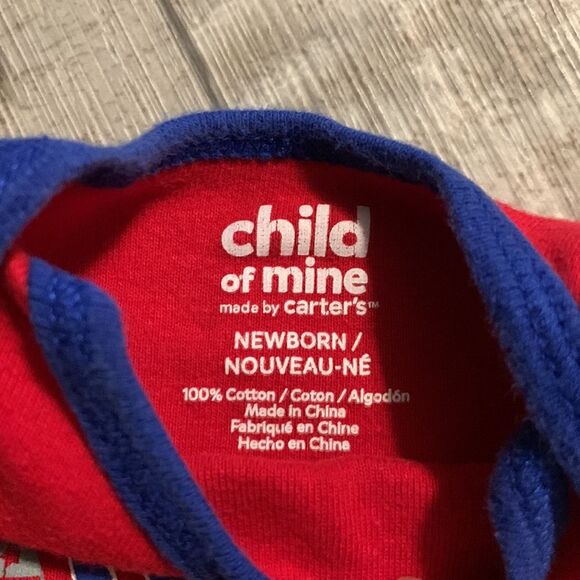 child
of mine
made by carter's™
NEWBORN /
NOUVEAU-NÉ
100% Cotton / Coton / Algodón
Made in China
Fabriqué en Chine
Hecho en China